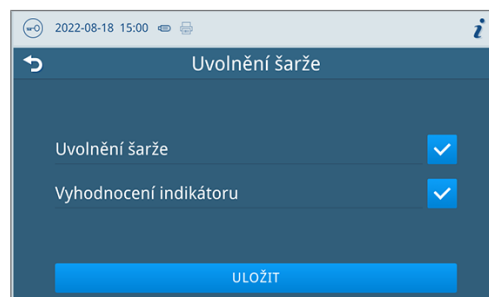 2022-08-18 15:00
Uvolnění šarže
Uvolnění šarže
Vyhodnocení indikátoru
ULOŽIT